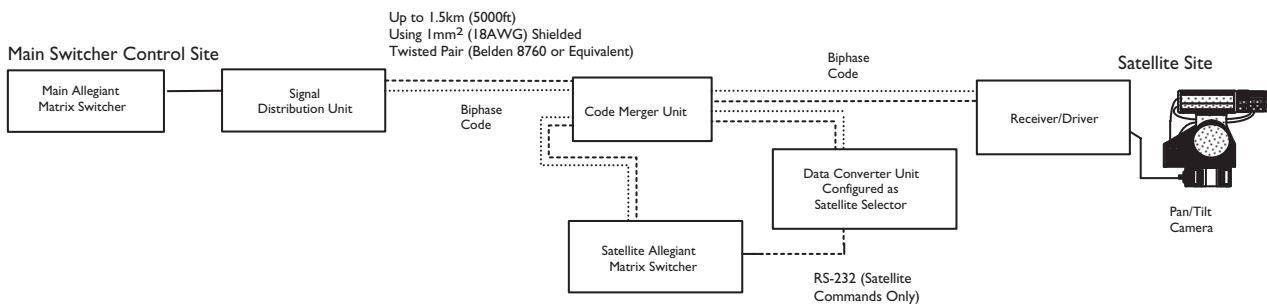 Up to 1.5km (5000ft)
Using 1mm² (18AWG) Shielded
Twisted Pair (Belden 8760 or Equivalent)
Main Switcher Control Site
Main Allegiant
Matrix Switcher
Signal
Distribution Unit
Biphase
Code
Code Merger Unit
Biphase
Code
Satellite Site
Receiver/Driver
Data Converter Unit
Configured as
Satellite Selector
Pan/Tilt
Camera
Satellite Allegiant
Matrix Switcher
RS-232 (Satellite
Commands Only)